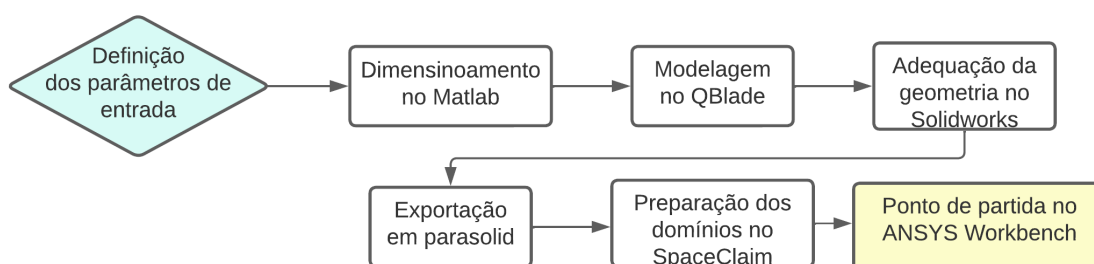 Definição
dos parâmetros de
entrada
Dimensinoamento
no Matlab
Modelagem
no QBlade
Adequação da
geometria no
Solidworks
Exportação
em parasolid
Preparação dos
domínios no
SpaceClaim
Ponto de partida no
ANSYS Workbench